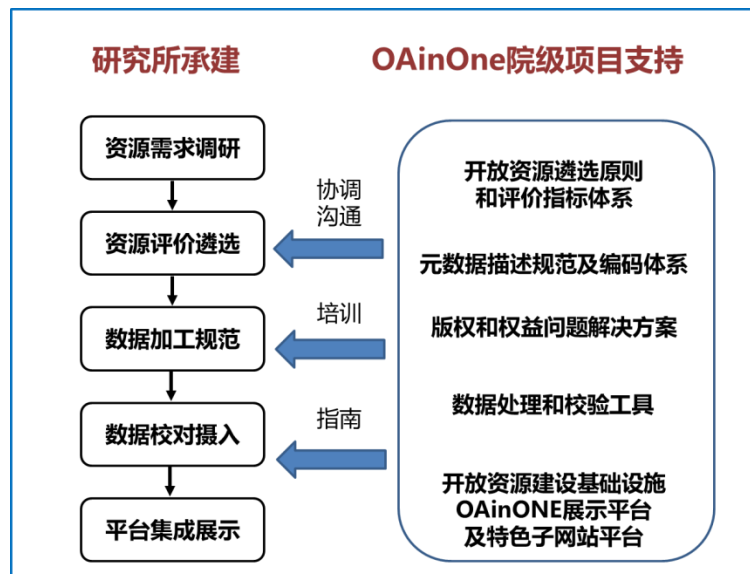 研究所承建
OAinOne院级项目支持
资源需求调研
资源评价遴选
数据加工规范
数据校对摄入
平台集成展示
协调
沟通
培训
指南
开放资源遴选原则
和评价指标体系
元数据描述规范及编码体系
版权和权益问题解决方案
数据处理和校验工具
开放资源建设基础设施
OAinONE展示平台
及特色子网站平台